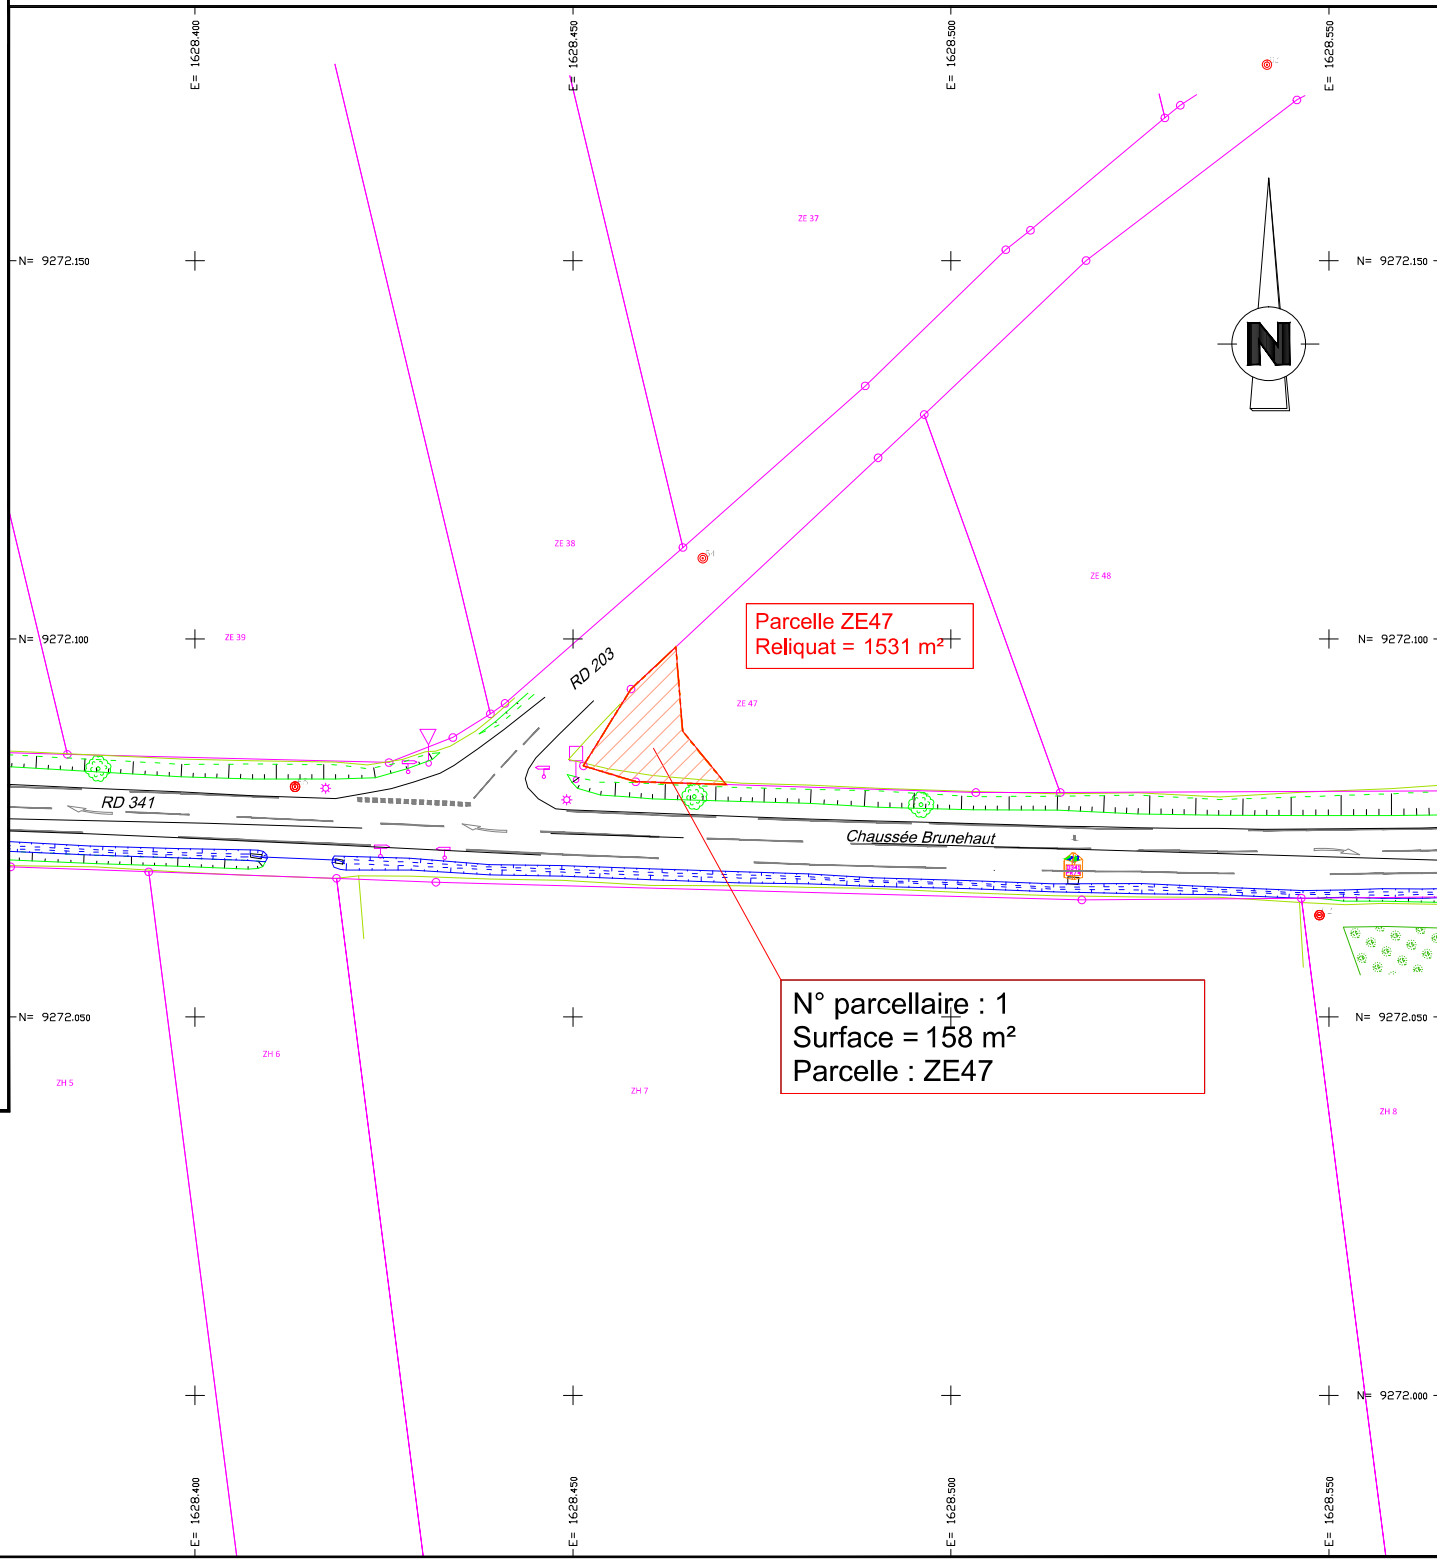 E= 1628.400
E= 1628.450
E= 1628.500
E= 1628.550
ZE 37
N= 9272.150
N= 9272.150
N
ZE 38
ZE 48
Parcelle ZE47
Reliquat = 1531 m²
N= 9272.100
ZE 39
N= 9272.100
RD 203
ZE 47
RD 341
Chaussée Brunehaut
N° parcellaire : 1
Surface = 158 m²
Parcelle : ZE47
N= 9272.050
N= 9272.050
ZH 6
ZH 5
ZH 7
ZH 8
N= 9272.000
E= 1628.400
E= 1628.450
E= 1628.500
E= 1628.550